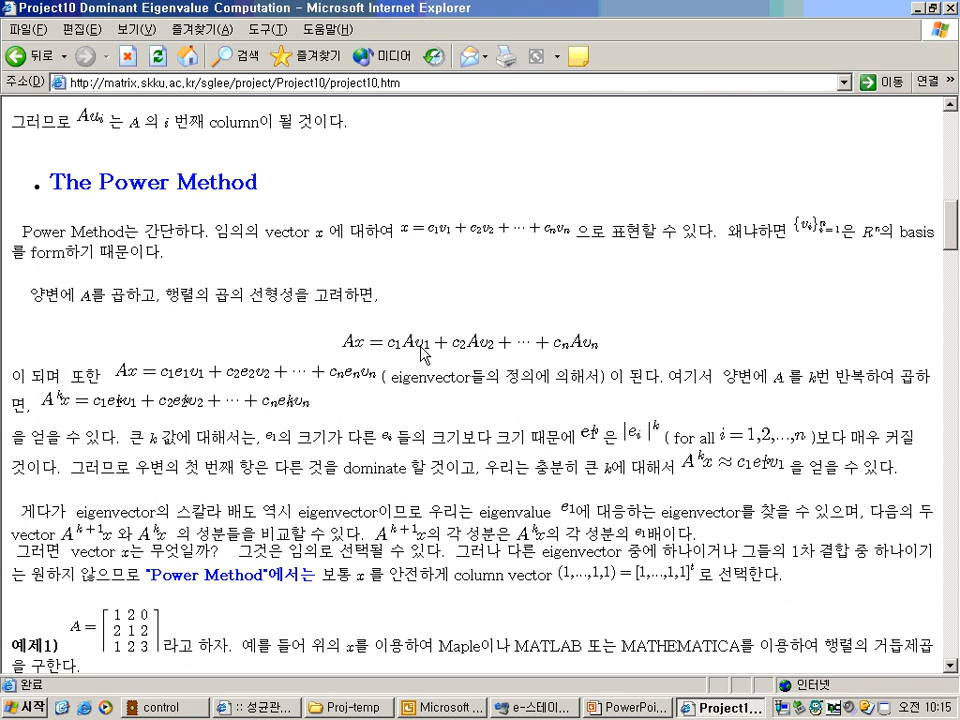 Project10 Dominant Eigenvalue Computation - Microsoft Internet Explorer
파일(F) 편집(E) 보기(V) 즐겨찾기(A) 도구(T) 도움말(H)
뒤로 검색 즐겨찾기 미디어
주소(D) http://matrix.skku.ac.kr/sglee/project/Project10/project10.htm 이동 연결 »
그러므로 Au_i 는 A 의 i 번째 column이 될 것이다.
• The Power Method
Power Method는 간단하다. 임의의 vector x 에 대하여 x = c₁v₁ + c₂v₂ + ⋯ + cₙvₙ 으로 표현할 수 있다. 왜냐하면 {v_i}ⁿ_{i=1}은 Rⁿ의 basis
를 form하기 때문이다.
양변에 A를 곱하고, 행렬의 곱의 선형성을 고려하면,
Ax = c₁Av₁ + c₂Av₂ + ⋯ + cₙAvₙ
이 되며 또한 Ax = c₁e₁v₁ + c₂e₂v₂ + ⋯ + cₙeₙvₙ ( eigenvector들의 정의에 의해서) 이 된다. 여기서 양변에 A 를 k번 반복하여 곱하
면, Aᵏx = c₁e₁ᵏv₁ + c₂e₂ᵏv₂ + ⋯ + cₙeₙᵏvₙ
을 얻을 수 있다. 큰 k 값에 대해서는, e₁의 크기가 다른 e_i 들의 크기보다 크기 때문에 e₁ᵏ 은 |e_i|ᵏ ( for all i = 1,2,...,n )보다 매우 커질
것이다. 그러므로 우변의 첫 번째 항은 다른 것을 dominate 할 것이고, 우리는 충분히 큰 k에 대해서 Aᵏx ≈ c₁e₁ᵏv₁ 을 얻을 수 있다.
게다가 eigenvector의 스칼라 배도 역시 eigenvector이므로 우리는 eigenvalue e₁에 대응하는 eigenvector를 찾을 수 있으며, 다음의 두
vector Aᵏ⁺¹x 와 Aᵏx 의 성분들을 비교할 수 있다. Aᵏ⁺¹x의 각 성분은 Aᵏx의 각 성분의 e₁배이다.
그러면 vector x는 무엇일까? 그것은 임의로 선택될 수 있다. 그러나 다른 eigenvector 중에 하나이거나 그들의 1차 결합 중 하나이기
는 원하지 않으므로 "Power Method"에서는 보통 x 를 안전하게 column vector (1,...,1,1) = [1,...,1,1]ᵗ 로 선택한다.
예제1) A = [1 2 0
2 1 2
1 2 3] 라고 하자. 예를 들어 위의 x를 이용하여 Maple이나 MATLAB 또는 MATHEMATICA를 이용하여 행렬의 거듭제곱
을 구한다.
완료 인터넷
시작 control :: 성균관... Proj-temp Microsoft ... e-스테이... PowerPoi... Project1... 오전 10:15